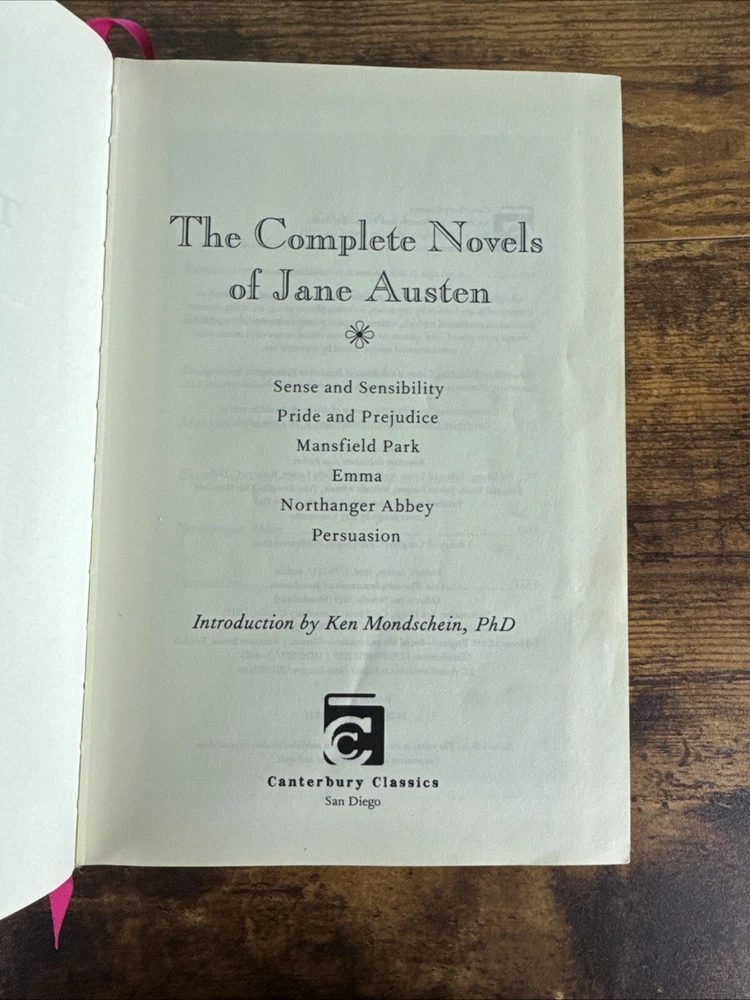 The Complete Novels
of Jane Austen
Sense and Sensibility
Pride and Prejudice
Mansfield Park
Emma
Northanger Abbey
Persuasion
Introduction by Ken Mondschein, PhD
Canterbury Classics
San Diego